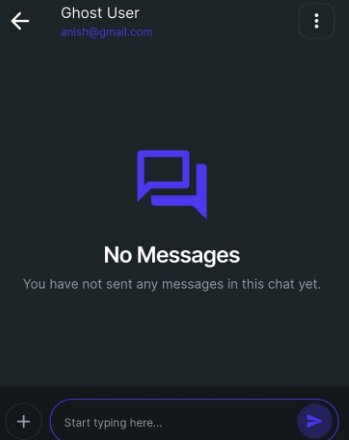 Ghost User
anish@gmail.com
No Messages
You have not sent any messages in this chat yet.
Start typing here...